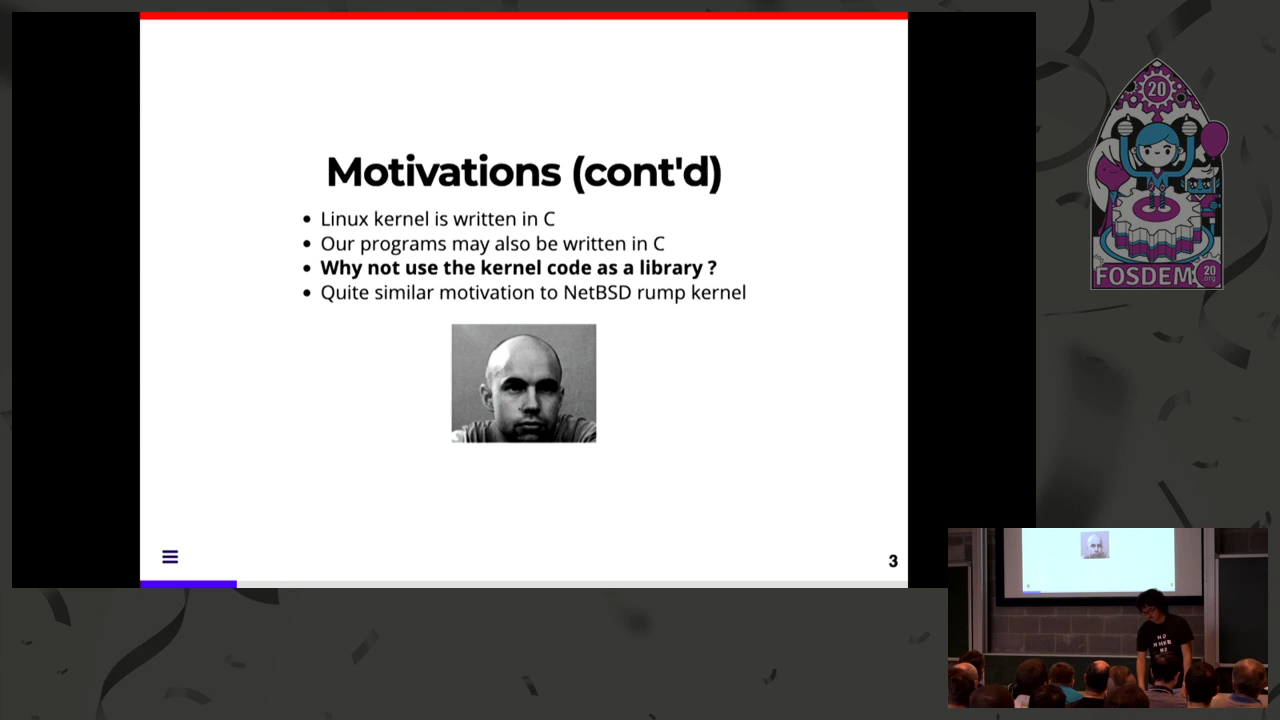 Motivations (cont'd)
Linux kernel is written in C
Our programs may also be written in C
Why not use the kernel code as a library ?
Quite similar motivation to NetBSD rump kernel
3
20
FOSDEM
20
org